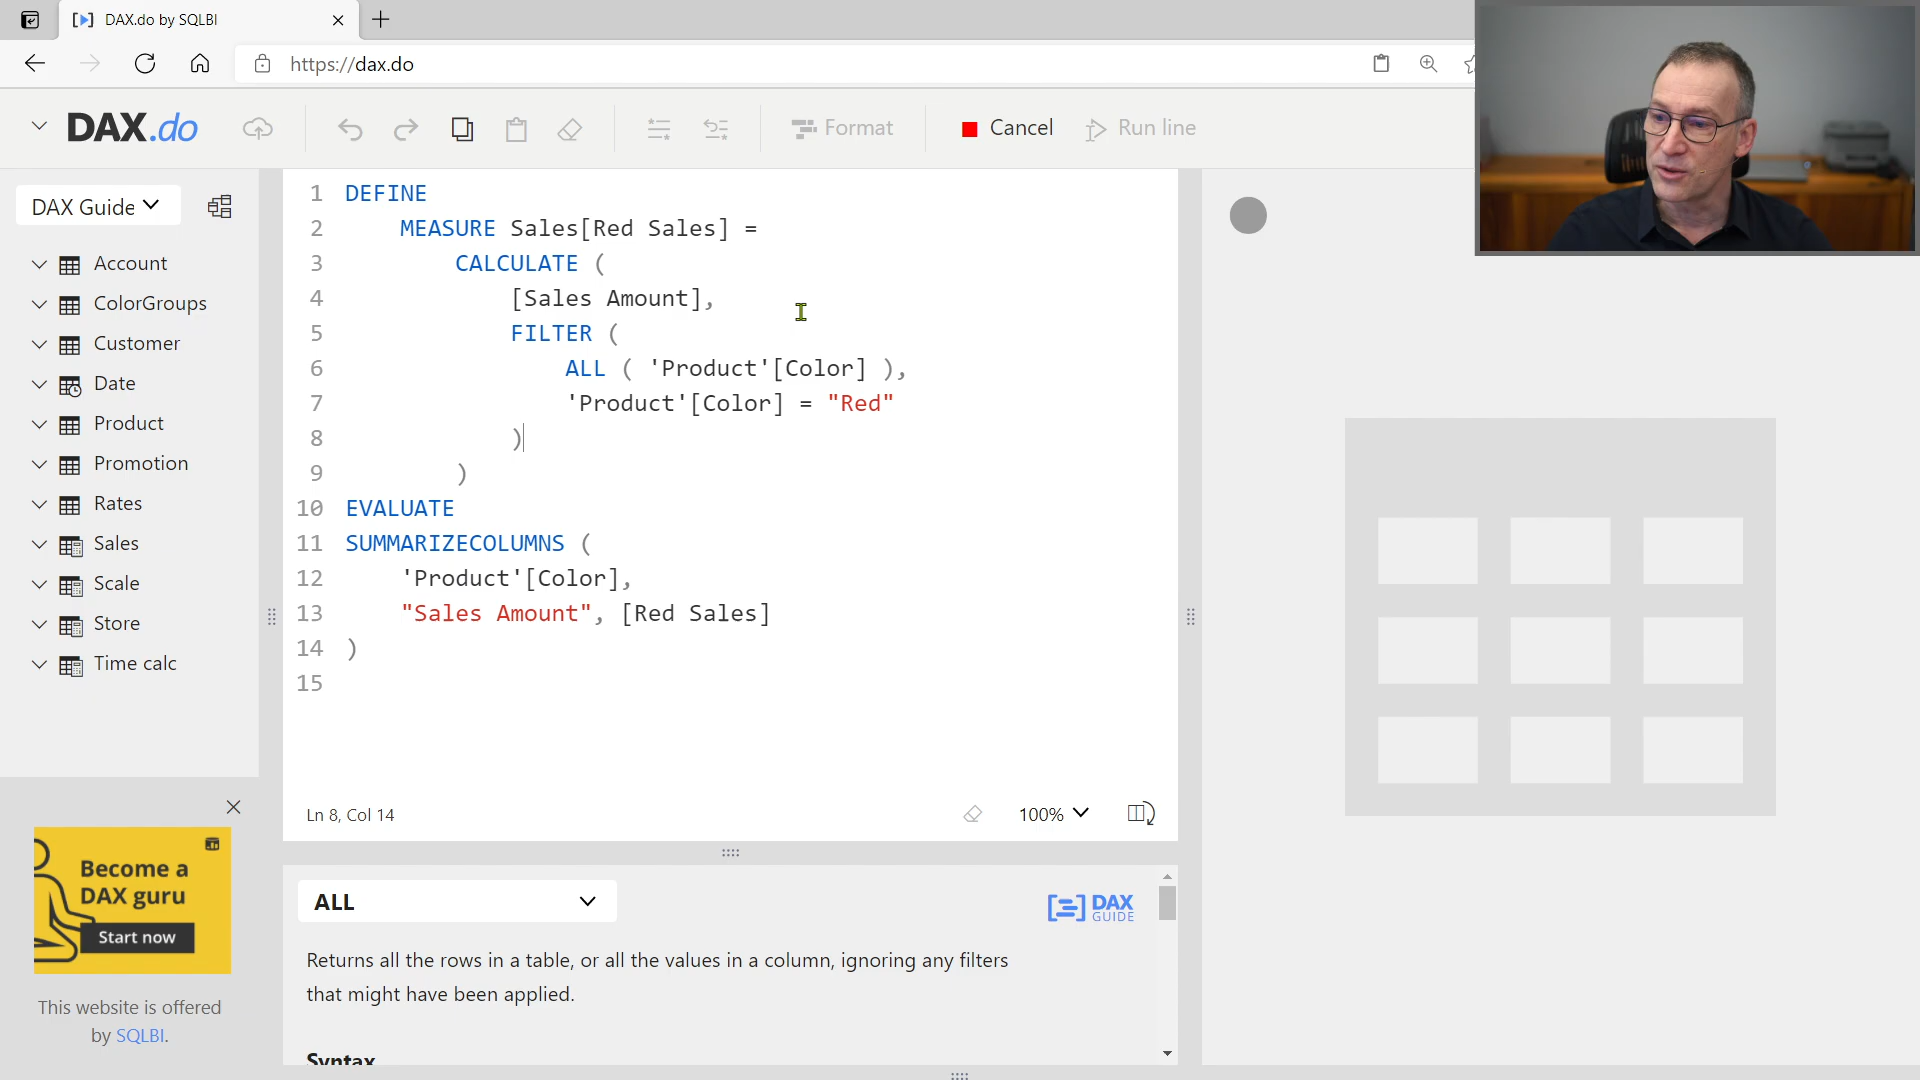 DAX.do by SQLBI
https://dax.do
DAX.do
Format
Cancel
Run line
DAX Guide
Account
ColorGroups
Customer
Date
Product
Promotion
Rates
Sales
Scale
Store
Time calc
1 DEFINE
2 MEASURE Sales[Red Sales] =
3 CALCULATE (
4 [Sales Amount],
5 FILTER (
6 ALL ( 'Product'[Color] ),
7 'Product'[Color] = "Red"
8 )
9 )
10 EVALUATE
11 SUMMARIZECOLUMNS (
12 'Product'[Color],
13 "Sales Amount", [Red Sales]
14 )
15
Ln 8, Col 14
100%
Become a
DAX guru
Start now
This website is offered
by SQLBI.
ALL
DAX
GUIDE
Returns all the rows in a table, or all the values in a column, ignoring any filters
that might have been applied.
Syntax